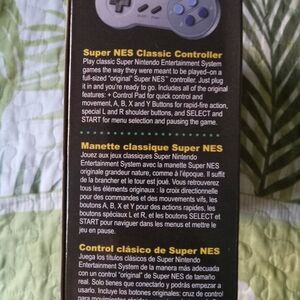 Super NES Classic Controller
Play classic Super Nintendo Entertainment System
games the way they were meant to be played–on a
full-sized "original" Super NES™ controller. Just plug
it in and you're ready to go. Includes all of the original
features: + Control Pad for quick control and
movement, A, B, X and Y Buttons for rapid-fire action,
special L and R shoulder buttons, and SELECT and
START for menu selection and pausing the game.
Manette classique Super NES
Jouez aux jeux classiques Super Nintendo
Entertainment System avec la manette Super NES
originale grandeur nature, comme à l'époque. Il suffit
de la brancher et le tour est joué. Vous retrouverez
tous les éléments originaux : la croix directionnelle
pour des commandes et des mouvements vifs, les
boutons A, B, X et Y pour des actions rapides, les
boutons spéciaux L et R, et les boutons SELECT et
START pour naviguer dans les menus et mettre le
jeu en pause.
Control clásico de Super NES
Juega los títulos clásicos de Super Nintendo
Entertainment System de la manera más adecuada
con un control "original" de Super NES de tamaño
real. Solo tienes que conectarlo y podrás empezar a
usarlo. Incluye los botones originales: cruz de control